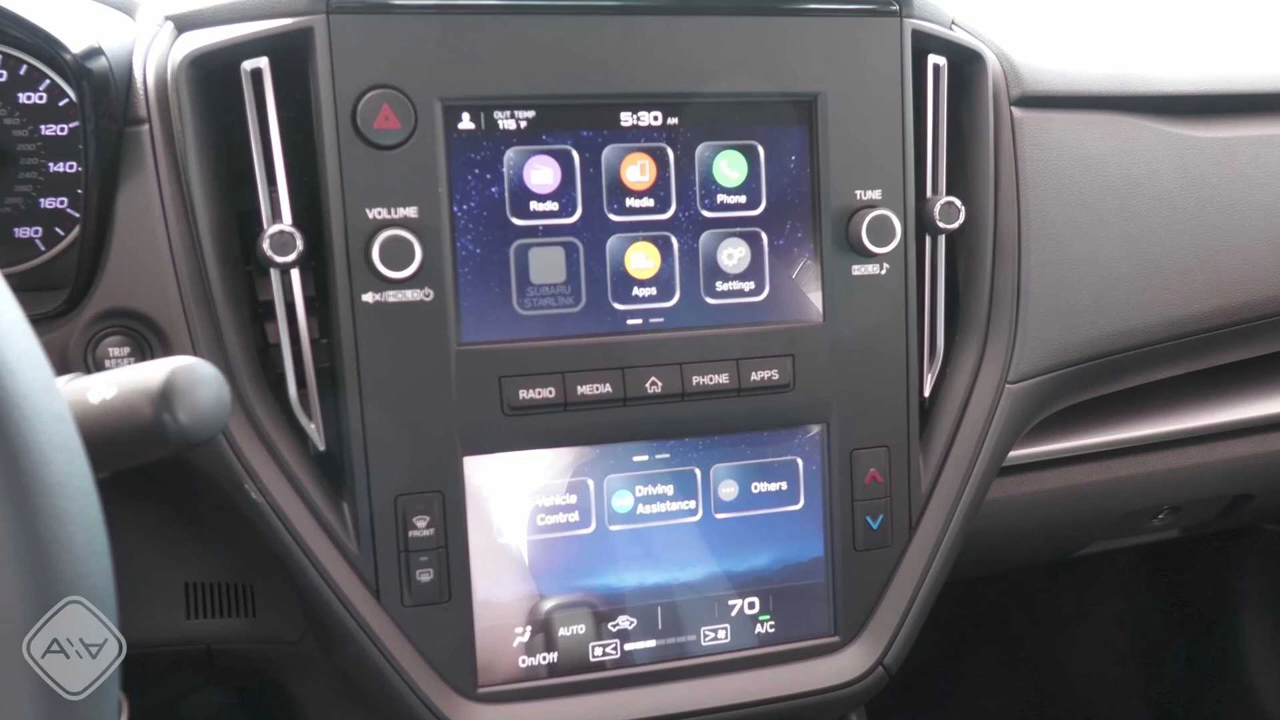 100
120
140
160
180
TRIP
RESET
VOLUME
HOLD
OUT TEMP
115 °F
5:30 AM
Radio
Media
Phone
SUBARU
STARLINK
Apps
Settings
TUNE
HOLD
RADIO
MEDIA
PHONE
APPS
FRONT
Vehicle
Control
Driving
Assistance
Others
On/Off
AUTO
70
A/C